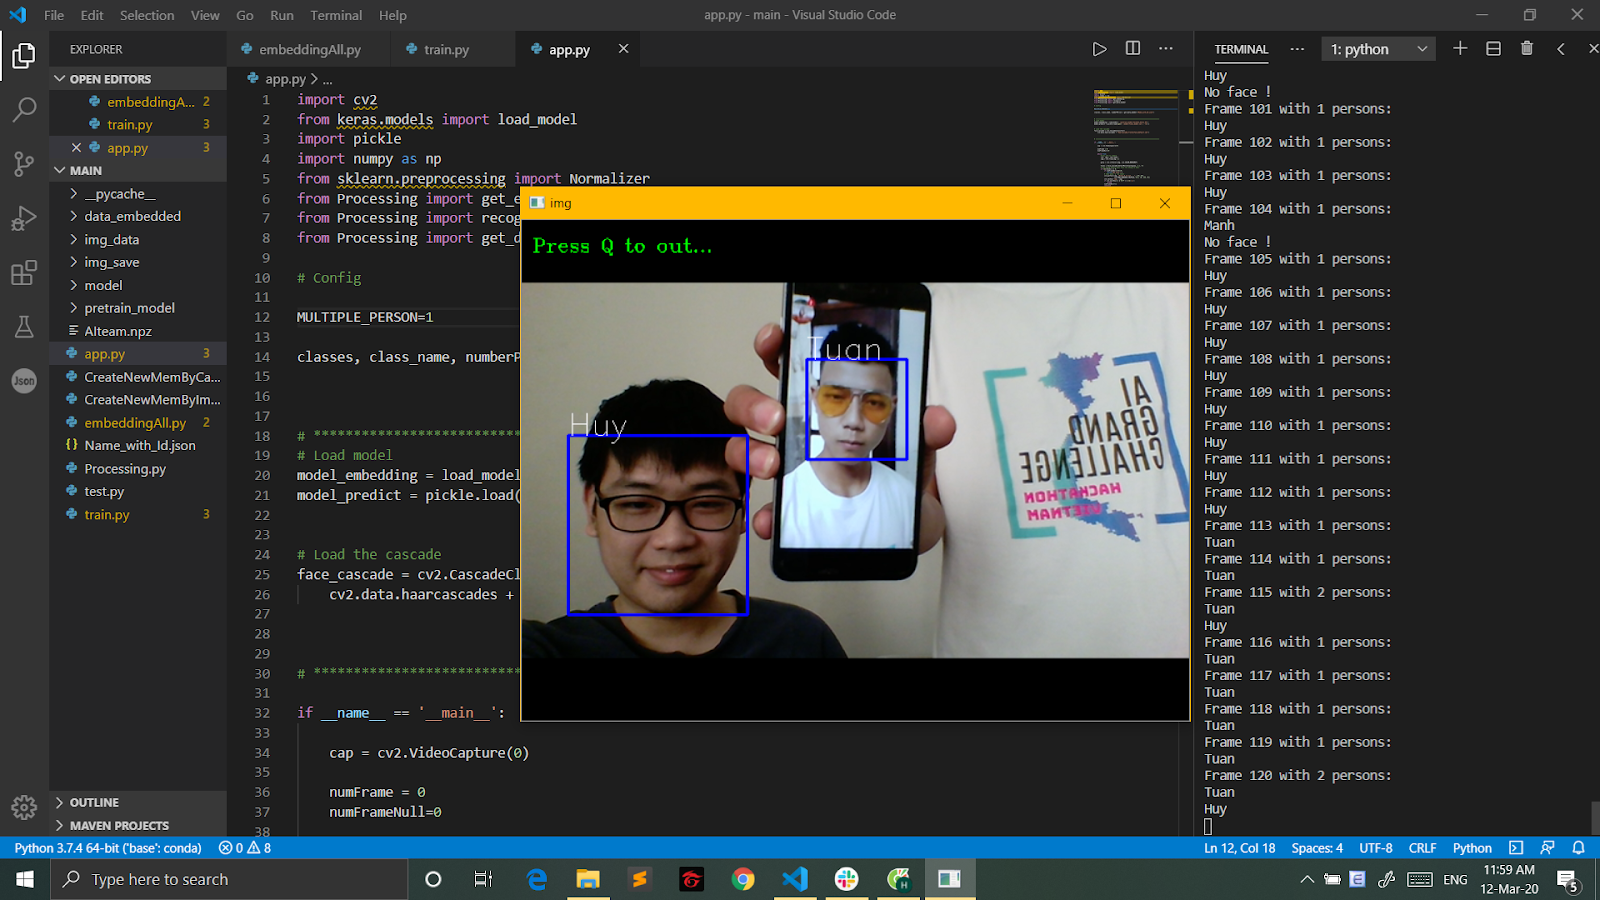 File Edit Selection View Go Run Terminal Help
app.py - main - Visual Studio Code
EXPLORER
OPEN EDITORS
embeddingA... 2
train.py 3
app.py 3
MAIN
__pycache__
data_embedded
img_data
img_save
model
pretrain_model
AIteam.npz
app.py 3
CreateNewMemByCa...
CreateNewMemByIm...
embeddingAll.py 2
Name_with_Id.json
Processing.py
test.py
train.py 3
OUTLINE
MAVEN PROJECTS
Json
embeddingAll.py train.py app.py
app.py > ...
1 import cv2
2 from keras.models import load_model
3 import pickle
4 import numpy as np
5 from sklearn.preprocessing import Normalizer
6 from Processing import get_e
7 from Processing import recog
8 from Processing import get_d
9
10 # Config
11
12 MULTIPLE_PERSON=1
13
14 classes, class_name, numberP
15
16
17
18 # **************************
19 # Load model
20 model_embedding = load_model
21 model_predict = pickle.load(
22
23
24 # Load the cascade
25 face_cascade = cv2.CascadeCl
26 cv2.data.haarcascades +
27
28
29
30 # **************************
31
32 if __name__ == '__main__':
33
34 cap = cv2.VideoCapture(0)
35
36 numFrame = 0
37 numFrameNull=0
38
img
Press Q to out...
Huy
Tuan
AI
GRAND
CHALLENGE
HACKATHON
VIETNAM
TERMINAL ... 1: python
Huy
No face !
Frame 101 with 1 persons:
Huy
Frame 102 with 1 persons:
Huy
Frame 103 with 1 persons:
Huy
Frame 104 with 1 persons:
Manh
No face !
Frame 105 with 1 persons:
Huy
Frame 106 with 1 persons:
Huy
Frame 107 with 1 persons:
Huy
Frame 108 with 1 persons:
Huy
Frame 109 with 1 persons:
Huy
Frame 110 with 1 persons:
Huy
Frame 111 with 1 persons:
Huy
Frame 112 with 1 persons:
Huy
Frame 113 with 1 persons:
Tuan
Frame 114 with 1 persons:
Tuan
Frame 115 with 2 persons:
Tuan
Huy
Frame 116 with 1 persons:
Tuan
Frame 117 with 1 persons:
Tuan
Frame 118 with 1 persons:
Tuan
Frame 119 with 1 persons:
Tuan
Frame 120 with 2 persons:
Tuan
Huy
Python 3.7.4 64-bit ('base': conda) 0 8
Ln 12, Col 18 Spaces: 4 UTF-8 CRLF Python
Type here to search
ENG
11:59 AM
12-Mar-20
5